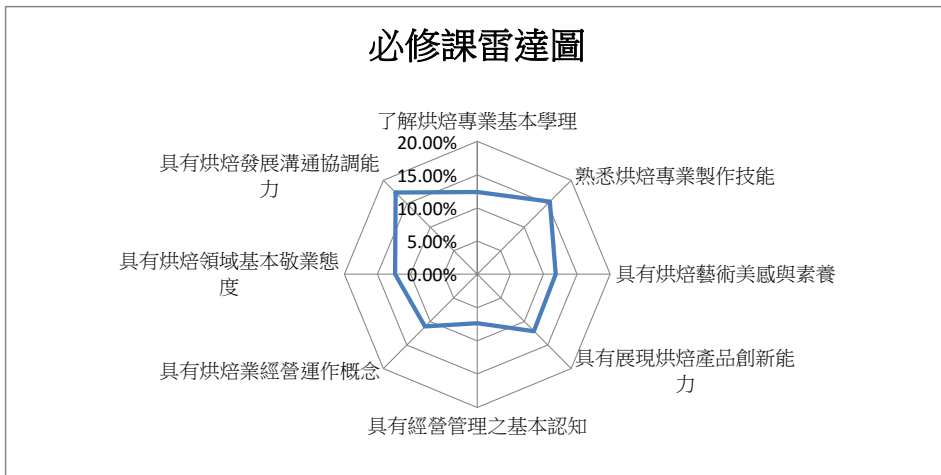 必修課雷達圖
了解烘焙專業基本學理
熟悉烘焙專業製作技能
具有烘焙藝術美感與素養
具有展現烘焙產品創新能
力
具有經營管理之基本認知
具有烘焙業經營運作概念
具有烘焙領域基本敬業態
度
具有烘焙發展溝通協調能
力
20.00%
15.00%
10.00%
5.00%
0.00%